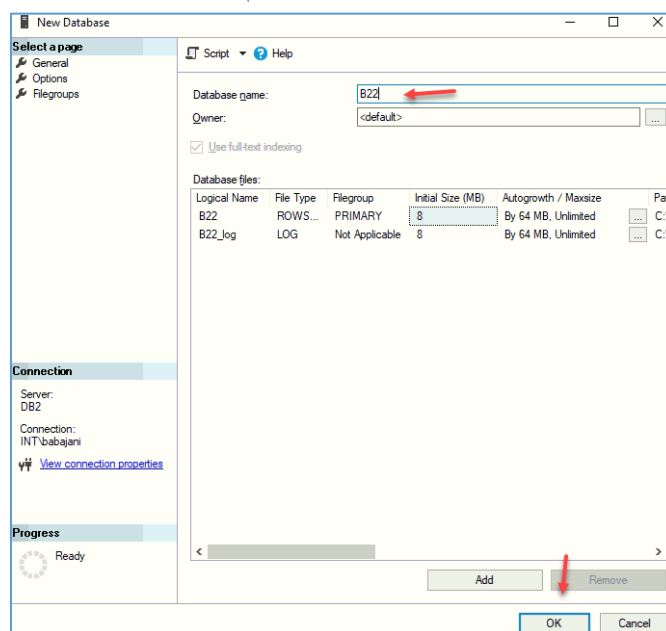 New Database
Select a page
General
Options
Filegroups
Script Help
Database name: B22
Owner: <default> ...
Use full-text indexing
Database files:
Logical Name File Type Filegroup Initial Size (MB) Autogrowth / Maxsize Pa
B22 ROWS... PRIMARY 8 By 64 MB, Unlimited ... C:
B22_log LOG Not Applicable 8 By 64 MB, Unlimited ... C:
Connection
Server:
DB2
Connection:
INT\babajani
View connection properties
Progress
Ready
Add Remove
OK Cancel